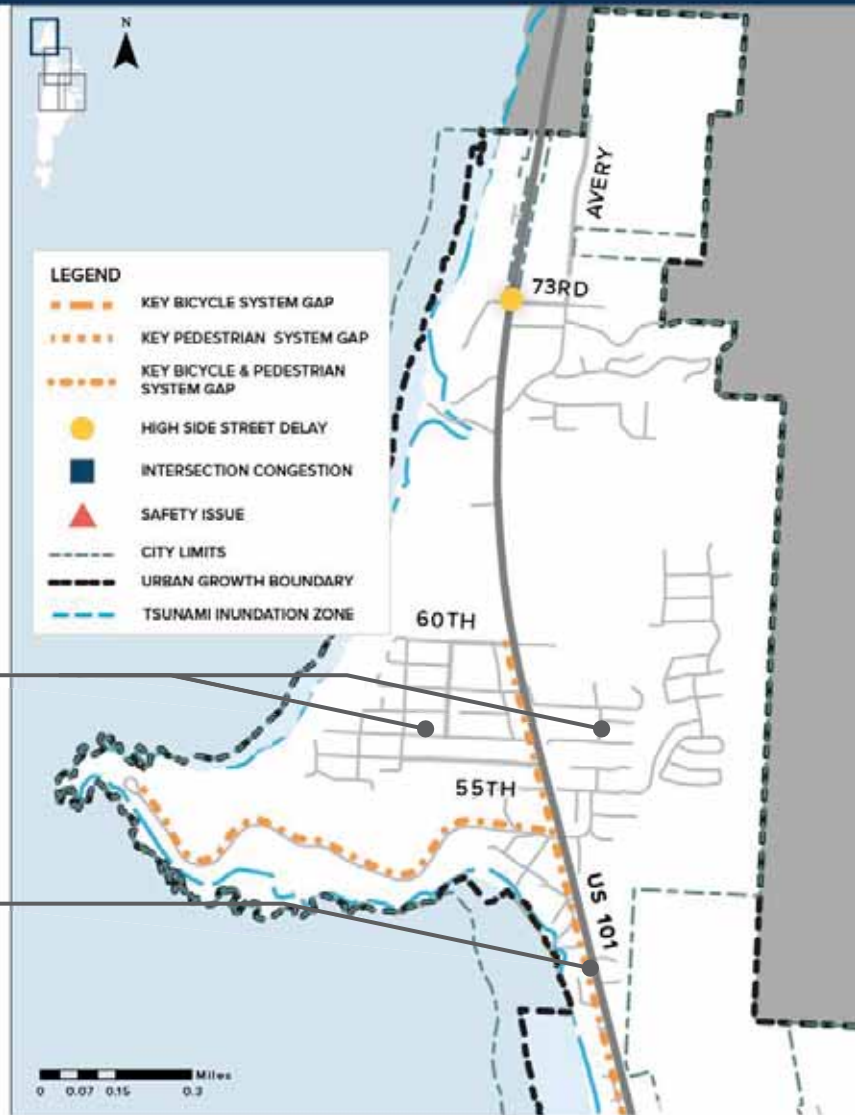 N
AVERY
73RD
LEGEND
KEY BICYCLE SYSTEM GAP
KEY PEDESTRIAN SYSTEM GAP
KEY BICYCLE & PEDESTRIAN
SYSTEM GAP
HIGH SIDE STREET DELAY
INTERSECTION CONGESTION
SAFETY ISSUE
CITY LIMITS
URBAN GROWTH BOUNDARY
TSUNAMI INUNDATION ZONE
60TH
55TH
US 101
Miles
0 0.07 0.15 0.3